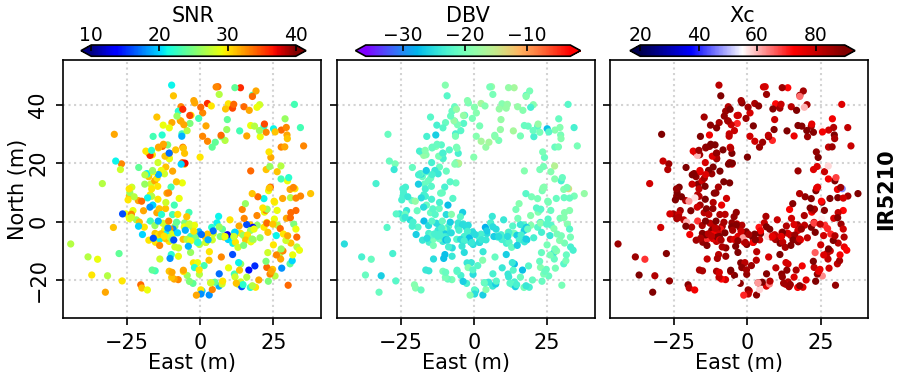 SNR DBV Xc
10 20 30 40 −30 −20 −10 20 40 60 80
North (m)
40
20
0
−20
−25 0 25 −25 0 25 −25 0 25
East (m) East (m) East (m)
IR5210